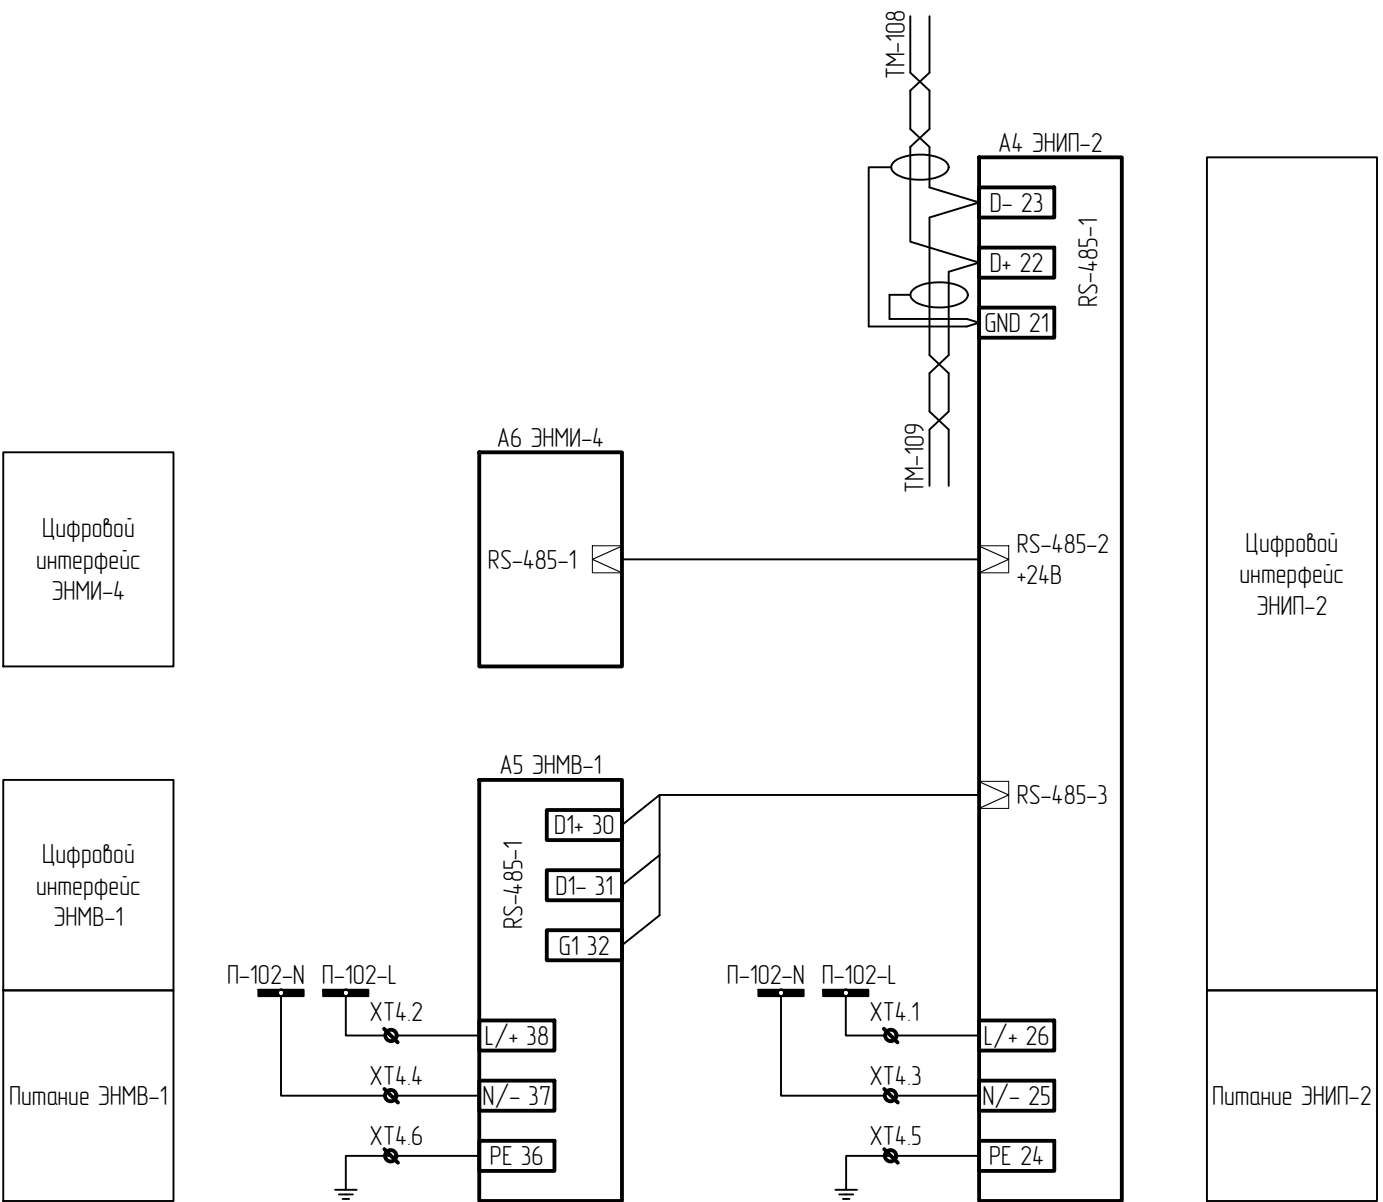 ТМ-108
А4 ЭНИП-2
D- 23
D+ 22
GND 21
RS-485-1
ТМ-109
А6 ЭНМИ-4
RS-485-1
RS-485-2
+24В
Цифровой
интерфейс
ЭНМИ-4
Цифровой
интерфейс
ЭНИП-2
А5 ЭНМВ-1
D1+ 30
D1- 31
G1 32
RS-485-1
RS-485-3
Цифровой
интерфейс
ЭНМВ-1
П-102-N
П-102-L
XT4.2
L/+ 38
XT4.4
N/- 37
XT4.6
PE 36
Питание ЭНМВ-1
П-102-N
П-102-L
XT4.1
L/+ 26
XT4.3
N/- 25
XT4.5
PE 24
Питание ЭНИП-2